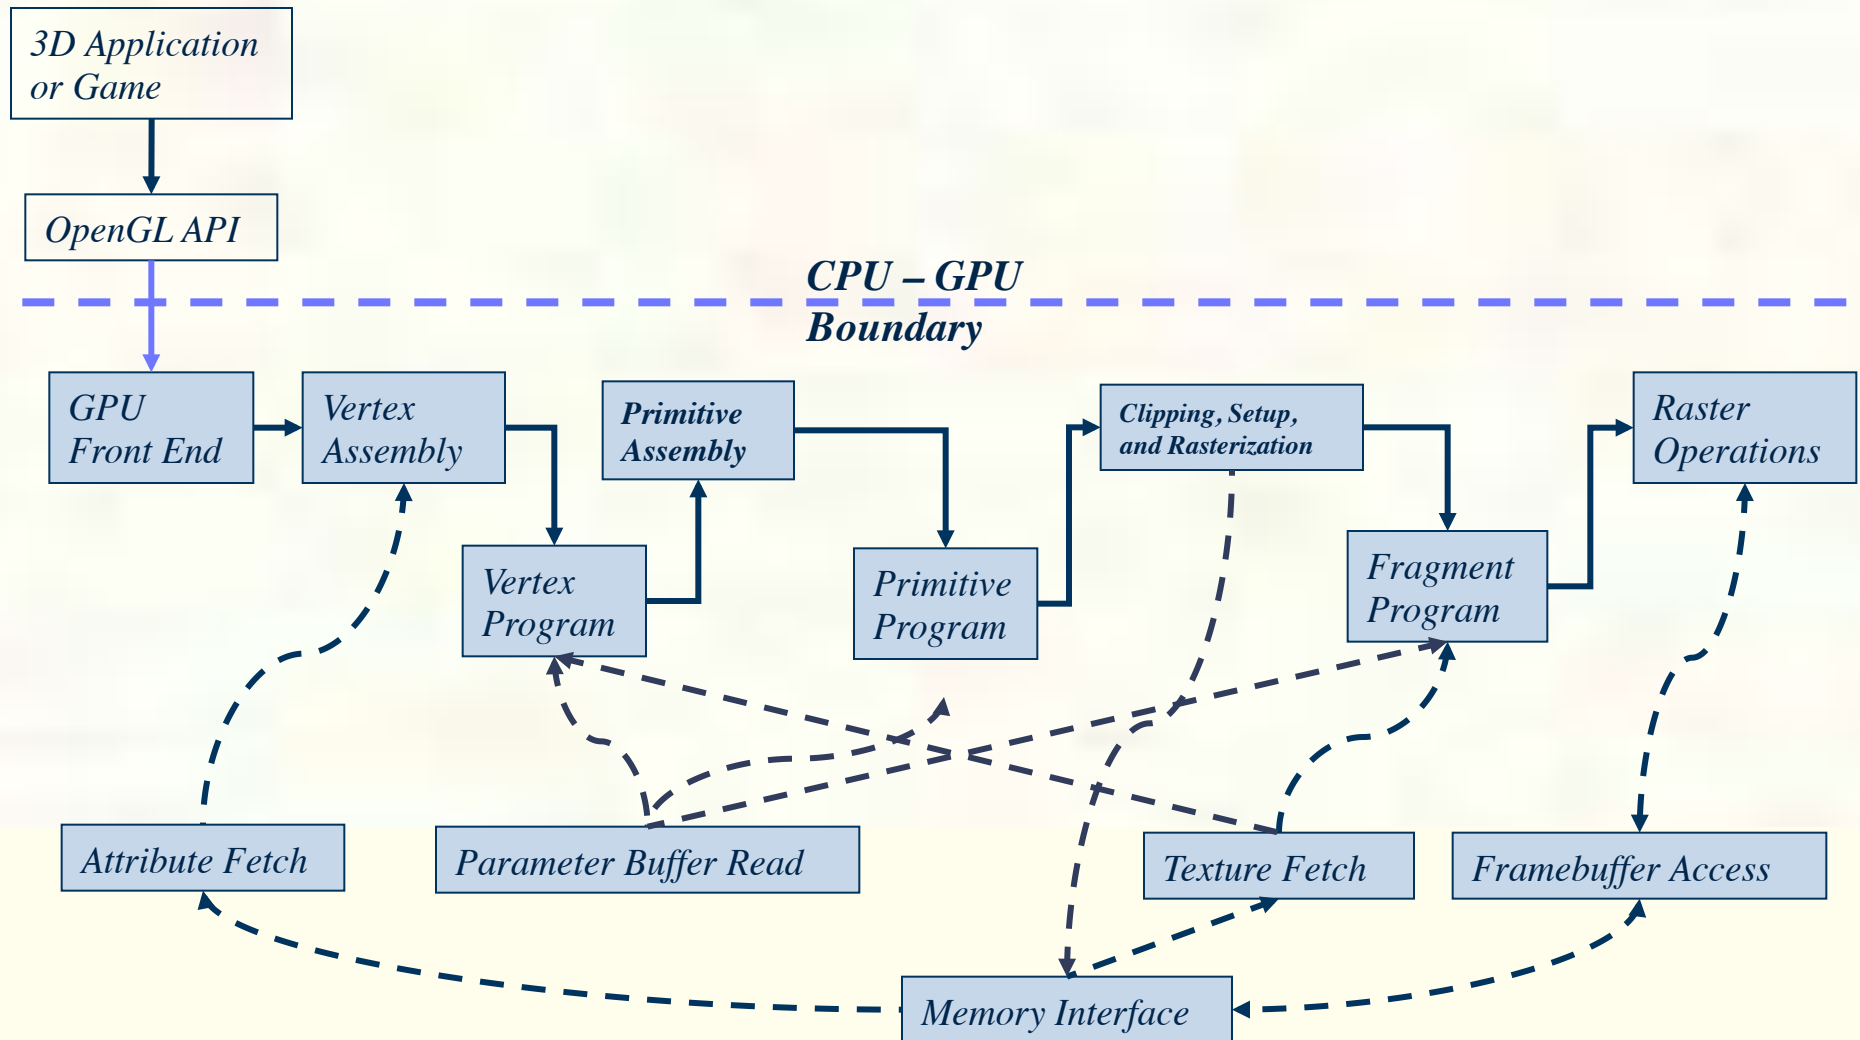 3D Application
or Game
OpenGL API
CPU – GPU
Boundary
GPU
Front End
Vertex
Assembly
Primitive
Assembly
Clipping, Setup,
and Rasterization
Raster
Operations
Vertex
Program
Primitive
Program
Fragment
Program
Attribute Fetch
Parameter Buffer Read
Texture Fetch
Framebuffer Access
Memory Interface